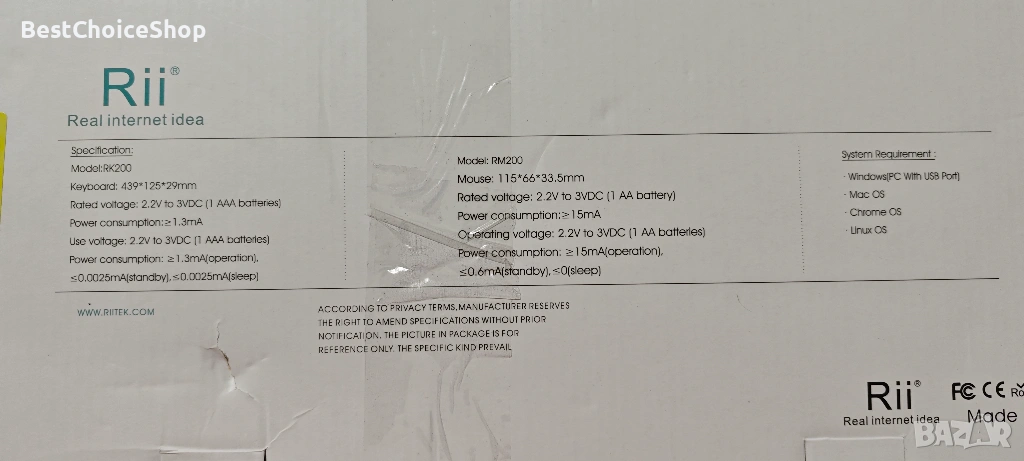 BestChoiceShop
Rii®
Real internet idea
Specification:
Model:RK200
Keyboard: 439*125*29mm
Rated voltage: 2.2V to 3VDC (1 AAA batteries)
Power consumption:≥1.3mA
Use voltage: 2.2V to 3VDC (1 AAA batteries)
Power consumption: ≥1.3mA(operation),
≤0.0025mA(standby),≤0.0025mA(sleep)
Model: RM200
Mouse: 115*66*33.5mm
Rated voltage: 2.2V to 3VDC (1 AA battery)
Power consumption:≥15mA
Operating voltage: 2.2V to 3VDC (1 AA batteries)
Power consumption: ≥15mA(operation),
≤0.6mA(standby),≤0(sleep)
System Requirement :
· Windows(PC With USB Port)
· Mac OS
· Chrome OS
· Linux OS
WWW.RIITEK.COM
ACCORDING TO PRIVACY TERMS,MANUFACTURER RESERVES
THE RIGHT TO AMEND SPECIFICATIONS WITHOUT PRIOR
NOTIFICATION. THE PICTURE IN PACKAGE IS FOR
REFERENCE ONLY. THE SPECIFIC KIND PREVAIL
Rii®
Real internet idea
FC CE Ro
Made
BAZAR